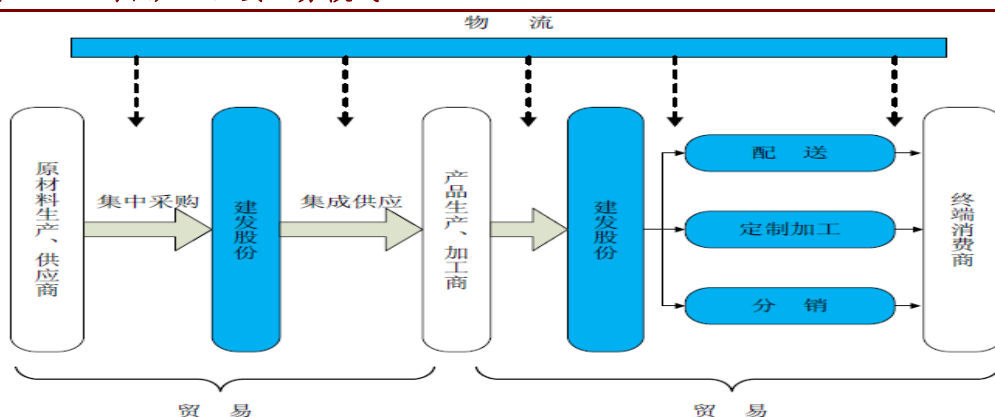 物 流
原材料生产、供应商
集中采购
建发股份
集成供应
产品生产、加工商
建发股份
配 送
定制加工
分 销
终端消费商
贸 易
贸 易